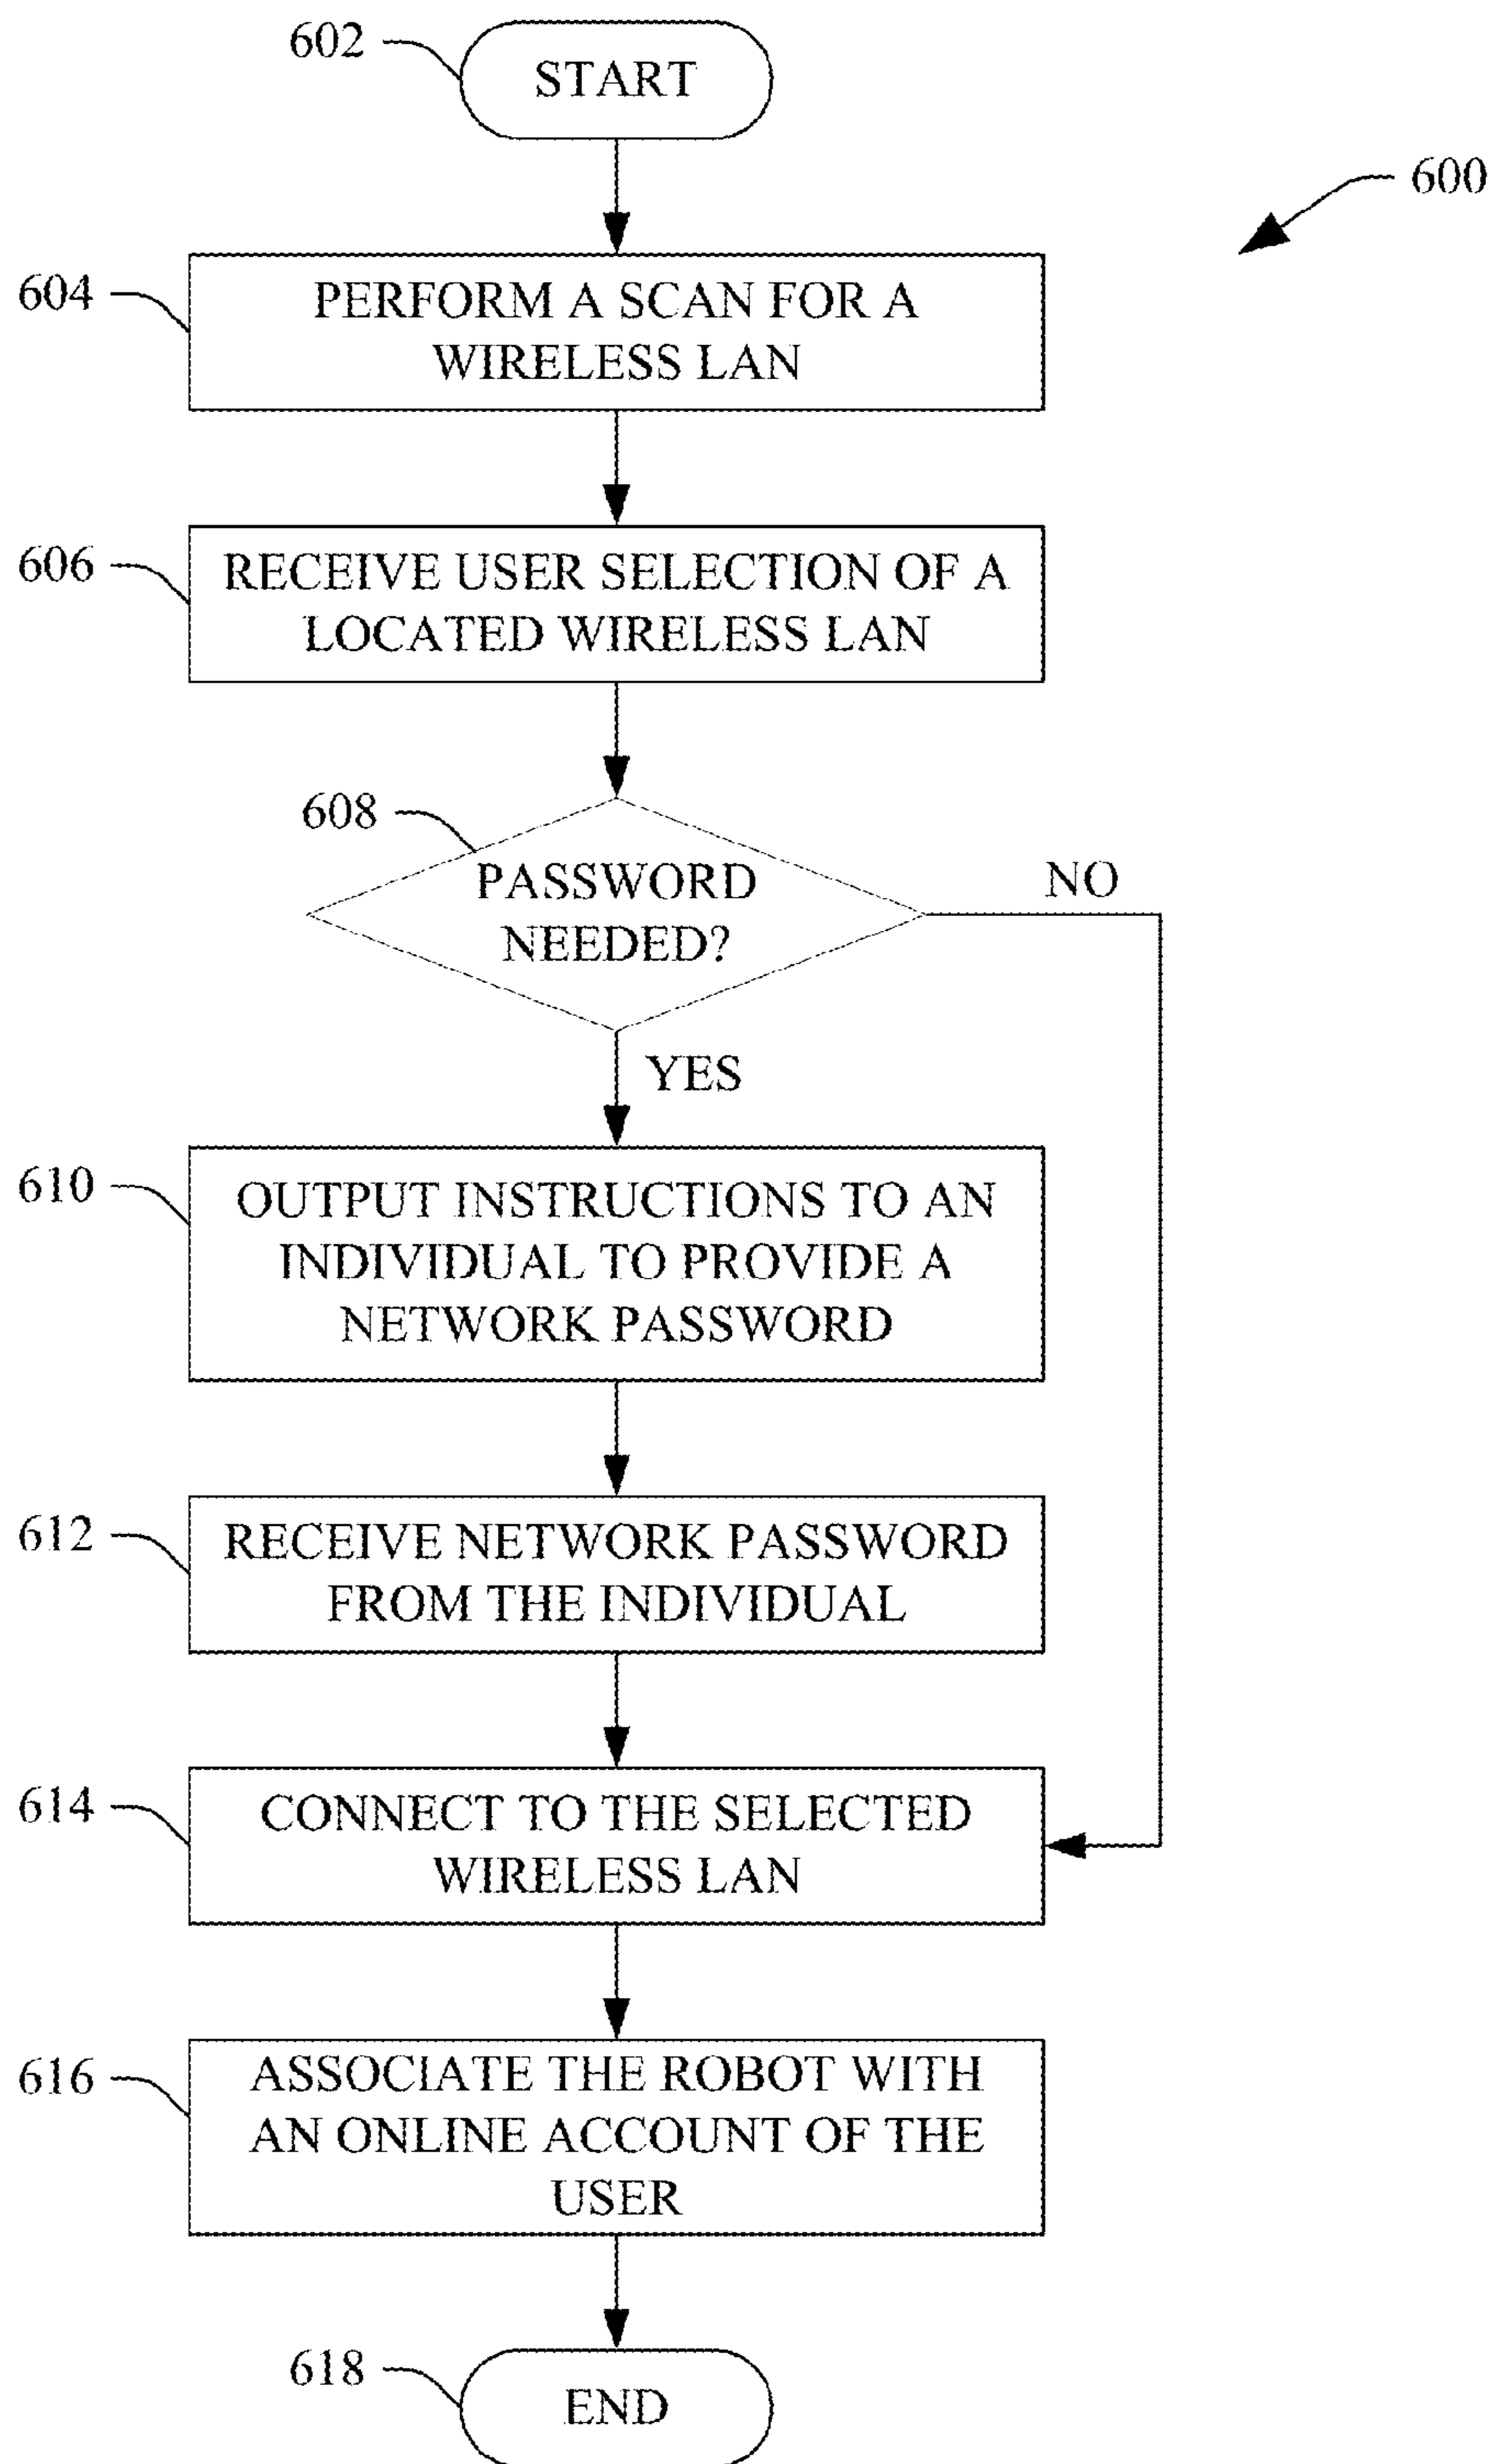 602
START
600
604
PERFORM A SCAN FOR A
WIRELESS LAN
606
RECEIVE USER SELECTION OF A
LOCATED WIRELESS LAN
608
PASSWORD
NEEDED?
NO
YES
610
OUTPUT INSTRUCTIONS TO AN
INDIVIDUAL TO PROVIDE A
NETWORK PASSWORD
612
RECEIVE NETWORK PASSWORD
FROM THE INDIVIDUAL
614
CONNECT TO THE SELECTED
WIRELESS LAN
616
ASSOCIATE THE ROBOT WITH
AN ONLINE ACCOUNT OF THE
USER
618
END